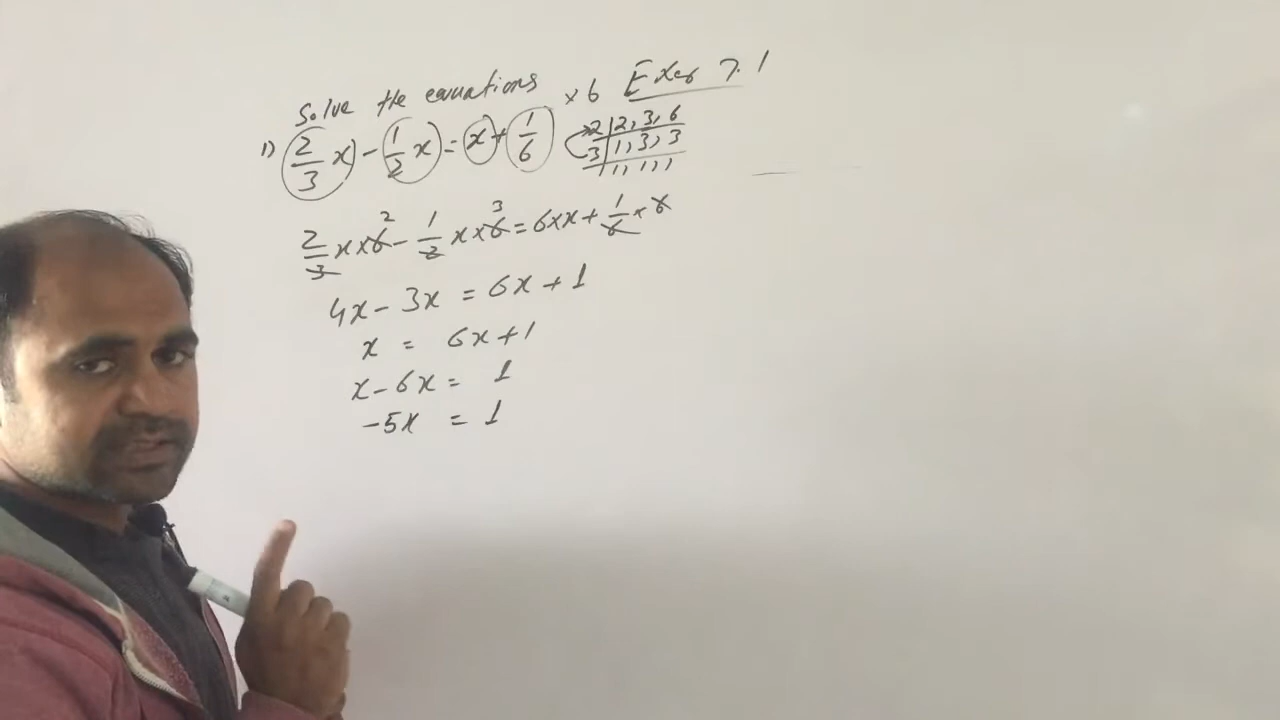 Solve the equations ×6 Exer 7.1
1) 2/3 x - 1/2 x = x + 1/6
2 | 2, 3, 6
3 | 1, 3, 3
1, 1, 1
2/3 x × 6 2 - 1/2 x × 6 3 = 6 × x + 1/6 × 6
4x - 3x = 6x + 1
x = 6x + 1
x - 6x = 1
-5x = 1